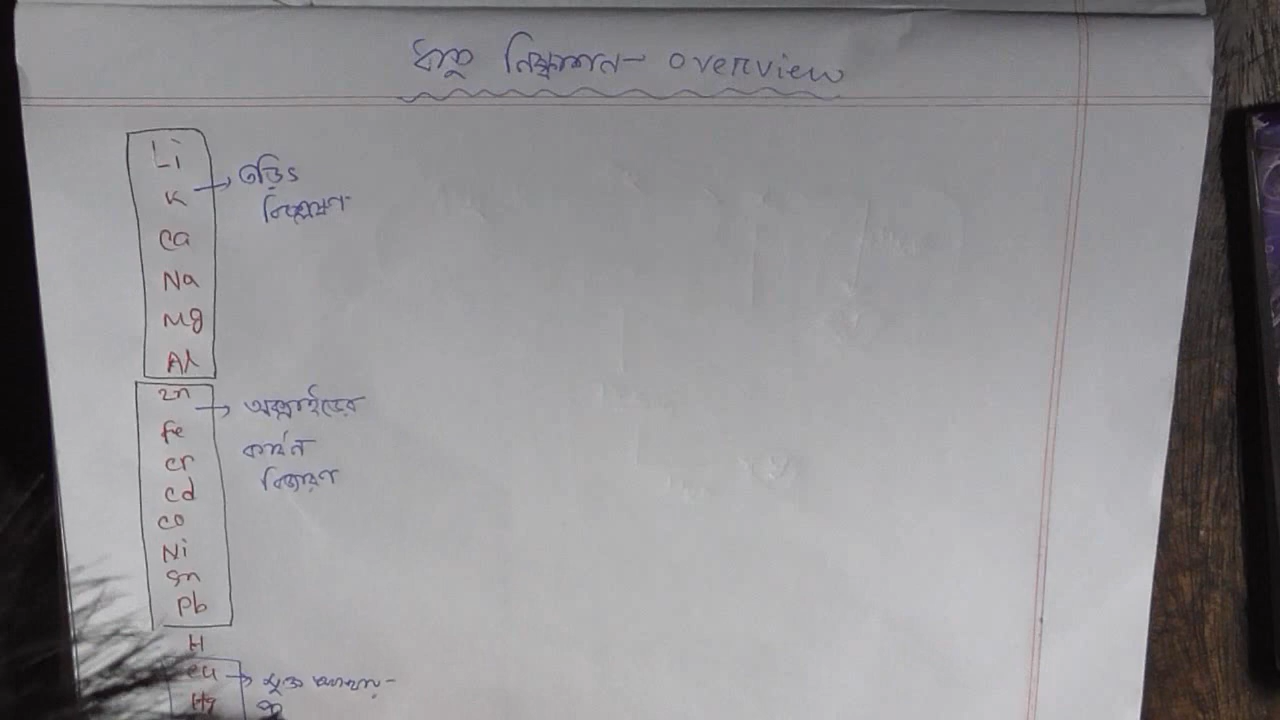 ধাতু নিষ্কাশন- overview
Li
K → তড়িৎ
বিশ্লেষণ
Ca
Na
Mg
Al
Zn → অক্সাইডের
Fe
কার্বন
Cr
বিজারণ
Cd
Co
Ni
Sn
Pb
H
Cu → মুক্ত
Hg